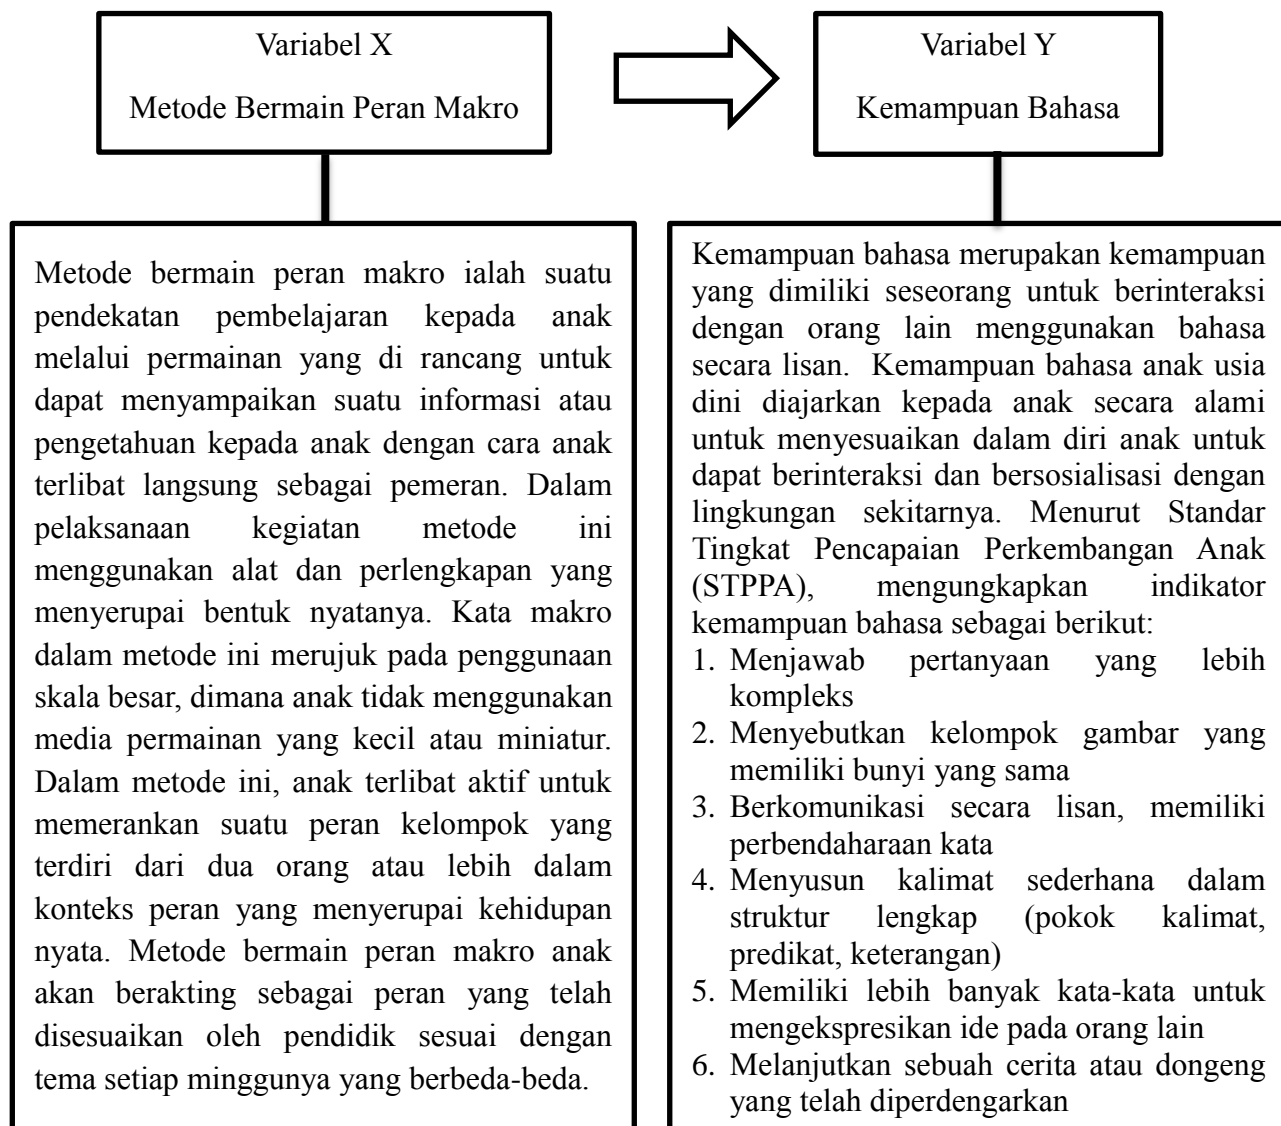 Variabel X
Metode Bermain Peran Makro
Variabel Y
Kemampuan Bahasa
Metode bermain peran makro ialah suatu
pendekatan pembelajaran kepada anak
melalui permainan yang di rancang untuk
dapat menyampaikan suatu informasi atau
pengetahuan kepada anak dengan cara anak
terlibat langsung sebagai pemeran. Dalam
pelaksanaan kegiatan metode ini
menggunakan alat dan perlengkapan yang
menyerupai bentuk nyatanya. Kata makro
dalam metode ini merujuk pada penggunaan
skala besar, dimana anak tidak menggunakan
media permainan yang kecil atau miniatur.
Dalam metode ini, anak terlibat aktif untuk
memerankan suatu peran kelompok yang
terdiri dari dua orang atau lebih dalam
konteks peran yang menyerupai kehidupan
nyata. Metode bermain peran makro anak
akan berakting sebagai peran yang telah
disesuaikan oleh pendidik sesuai dengan
tema setiap minggunya yang berbeda-beda.
Kemampuan bahasa merupakan kemampuan
yang dimiliki seseorang untuk berinteraksi
dengan orang lain menggunakan bahasa
secara lisan. Kemampuan bahasa anak usia
dini diajarkan kepada anak secara alami
untuk menyesuaikan dalam diri anak untuk
dapat berinteraksi dan bersosialisasi dengan
lingkungan sekitarnya. Menurut Standar
Tingkat Pencapaian Perkembangan Anak
(STPPA), mengungkapkan indikator
kemampuan bahasa sebagai berikut:
1. Menjawab pertanyaan yang lebih
kompleks
2. Menyebutkan kelompok gambar yang
memiliki bunyi yang sama
3. Berkomunikasi secara lisan, memiliki
perbendaharaan kata
4. Menyusun kalimat sederhana dalam
struktur lengkap (pokok kalimat,
predikat, keterangan)
5. Memiliki lebih banyak kata-kata untuk
mengekspresikan ide pada orang lain
6. Melanjutkan sebuah cerita atau dongeng
yang telah diperdengarkan